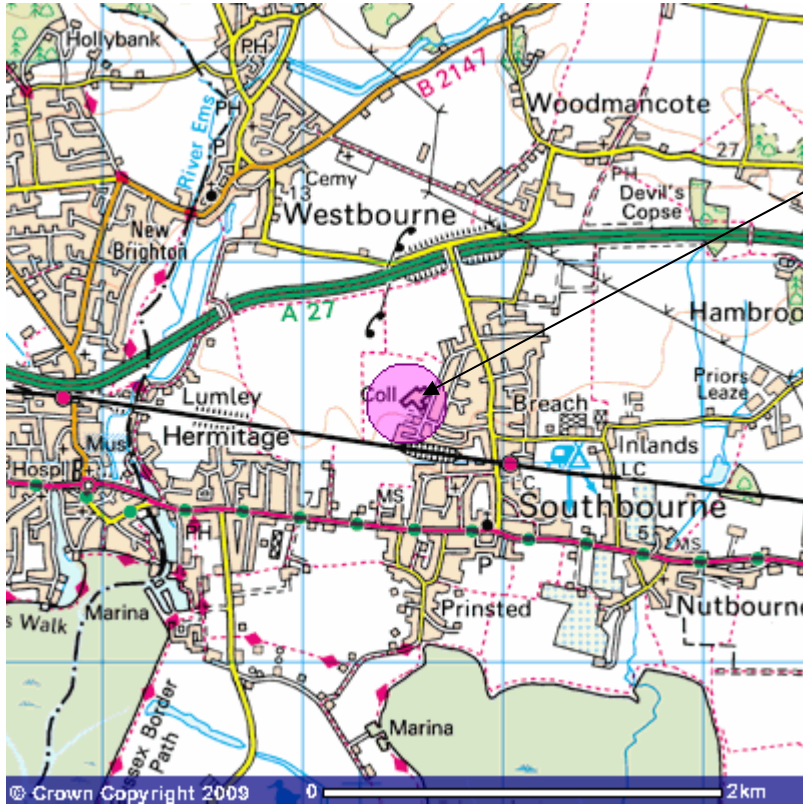 Hollybank
PH
B 2147
Woodmancote
River Ems
PH
P
Cemy
13
27
PH
Devil's
Copse
Westbourne
New
Brighton
A 27
Hambroo
Priors
Leaze
Lumley
Coll
Breach
Hermitage
Inlands
Mus
Hospl
LC
LC
MS
7
Southbourne
5
MS
PH
P
Marina
Prinsted
Nutbourne
s Walk
ssex Border
Path
Marina
© Crown Copyright 2009
0
2km